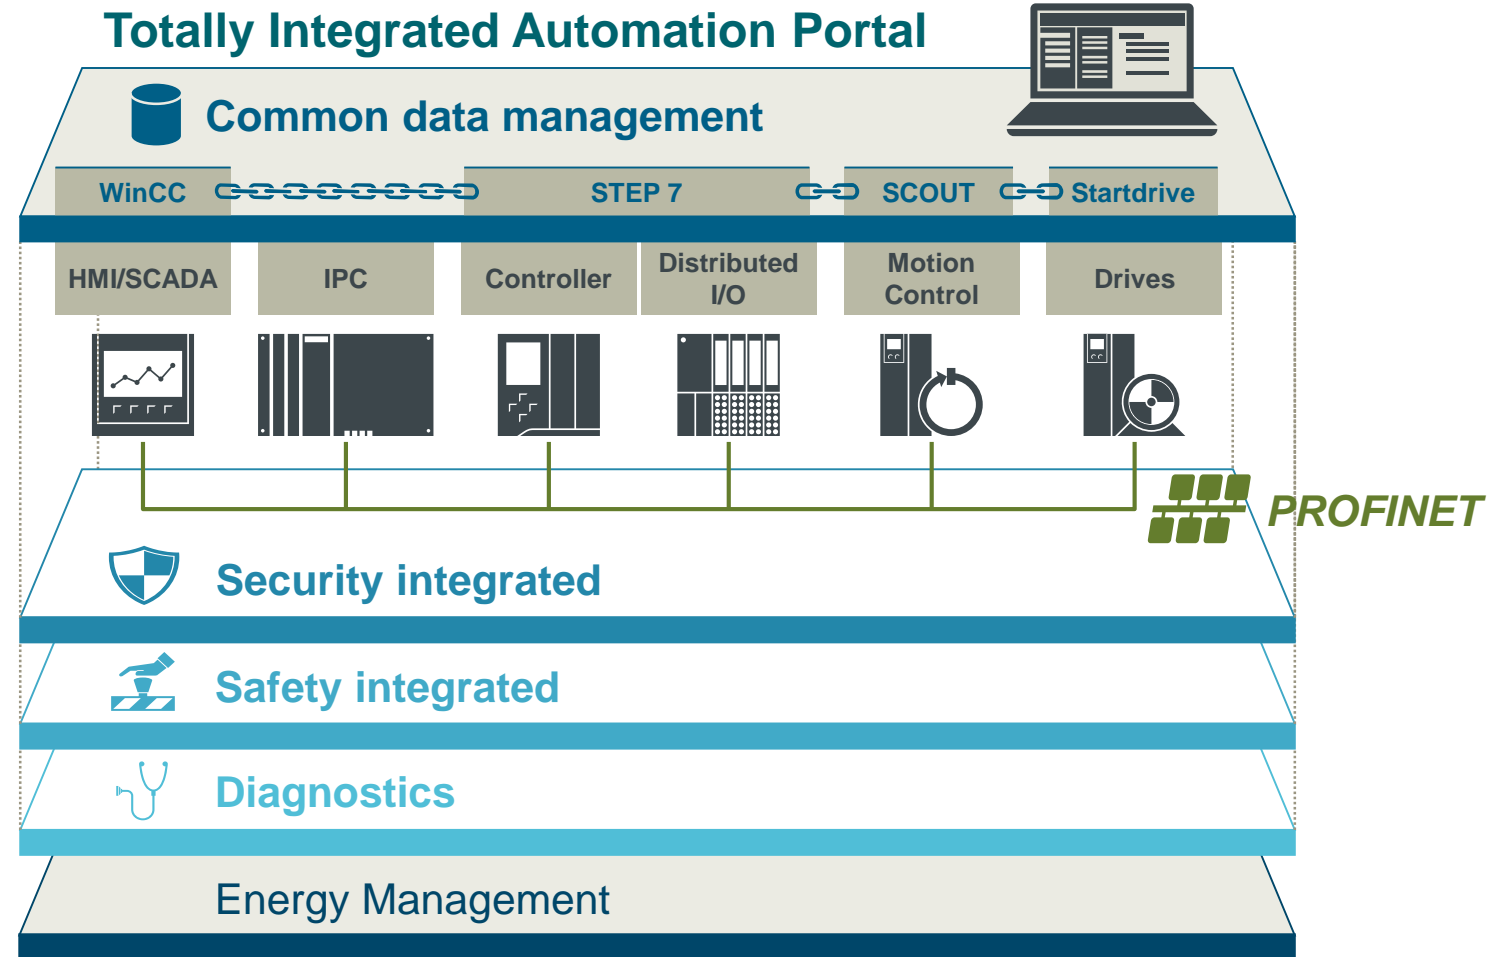 Totally Integrated Automation Portal
Common data management
WinCC
STEP 7
SCOUT
Startdrive
HMI/SCADA
IPC
Controller
Distributed
I/O
Motion
Control
Drives
PROFINET
Security integrated
Safety integrated
Diagnostics
Energy Management